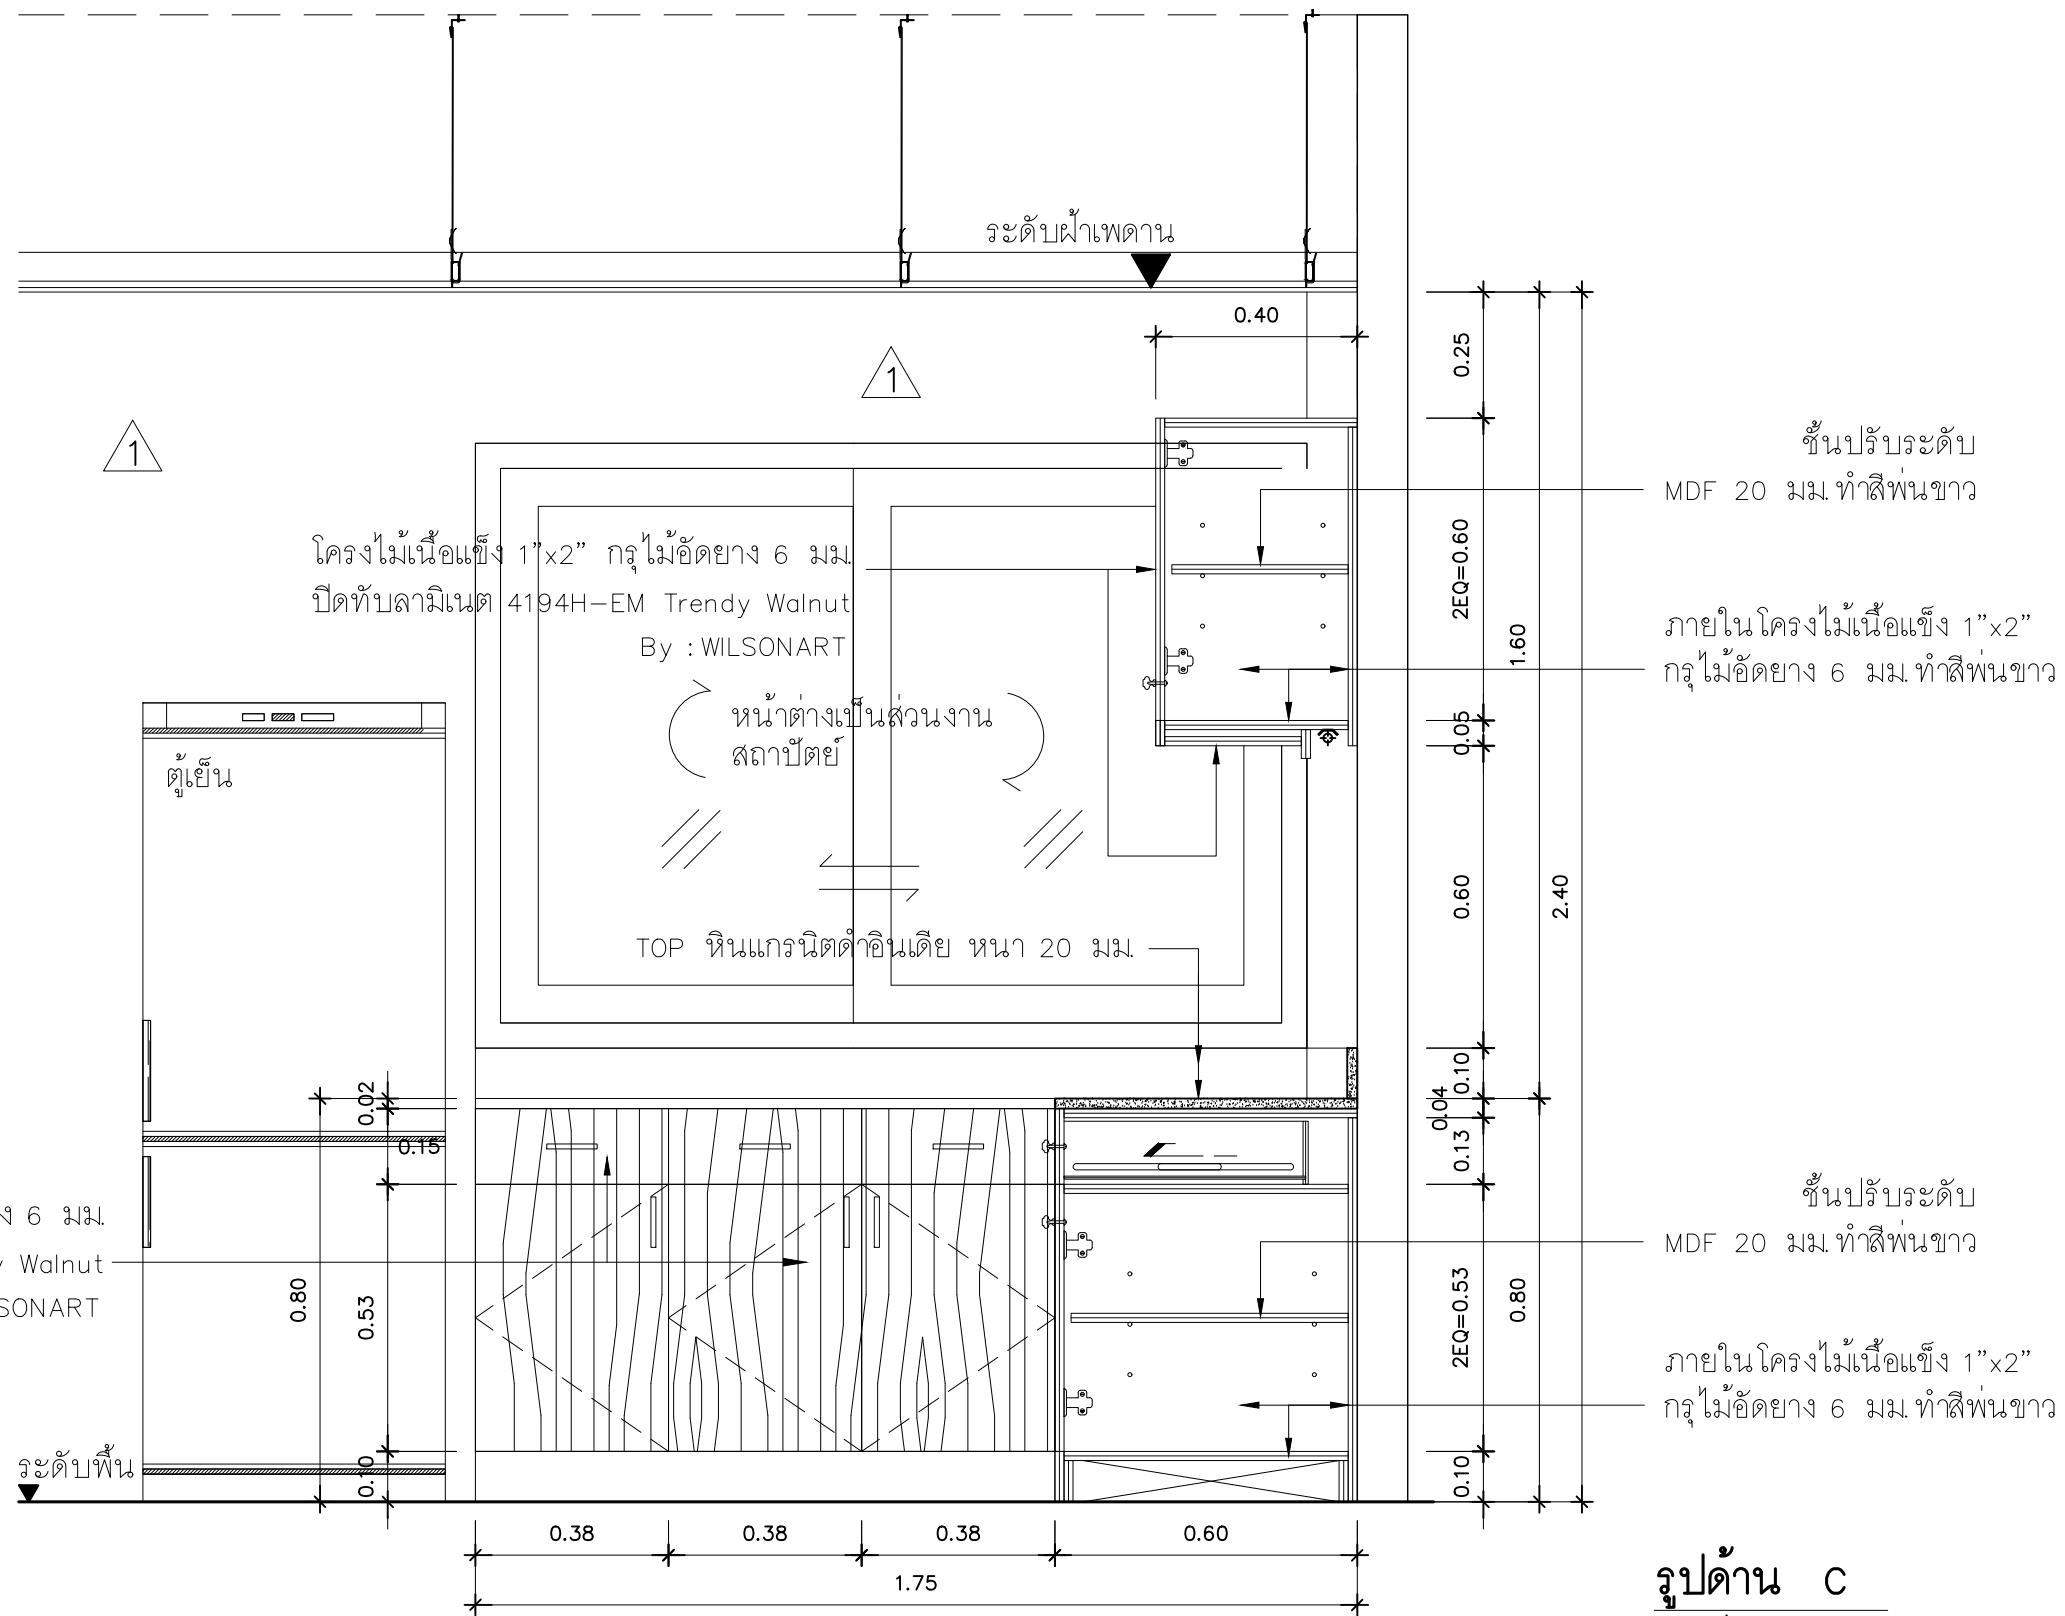 ระดับฝ้าเพดาน
0.40
0.25
1
1
ชั้นปรับระดับ
MDF 20 มม.ทำสีพ่นขาว
โครงไม้เนื้อแข็ง 1"x2" กรุไม้อัดยาง 6 มม.
ปิดทับลามิเนต 4194H-EM Trendy Walnut
By : WILSONART
2EQ=0.60
1.60
ภายในโครงไม้เนื้อแข็ง 1"x2"
กรุไม้อัดยาง 6 มม.ทำสีพ่นขาว
หน้าต่างเป็นส่วนงาน
สถาปัตย์
0.05
ตู้เย็น
0.60
2.40
TOP หินแกรนิตดำอินเดีย หนา 20 มม.
0.02
0.10
0.04
0.15
0.13
ง 6 มม.
y Walnut
SONART
ชั้นปรับระดับ
MDF 20 มม.ทำสีพ่นขาว
0.80
0.53
2EQ=0.53
0.80
ภายในโครงไม้เนื้อแข็ง 1"x2"
กรุไม้อัดยาง 6 มม.ทำสีพ่นขาว
ระดับพื้น
0.10
0.10
0.38
0.38
0.38
0.60
1.75
รูปด้าน C